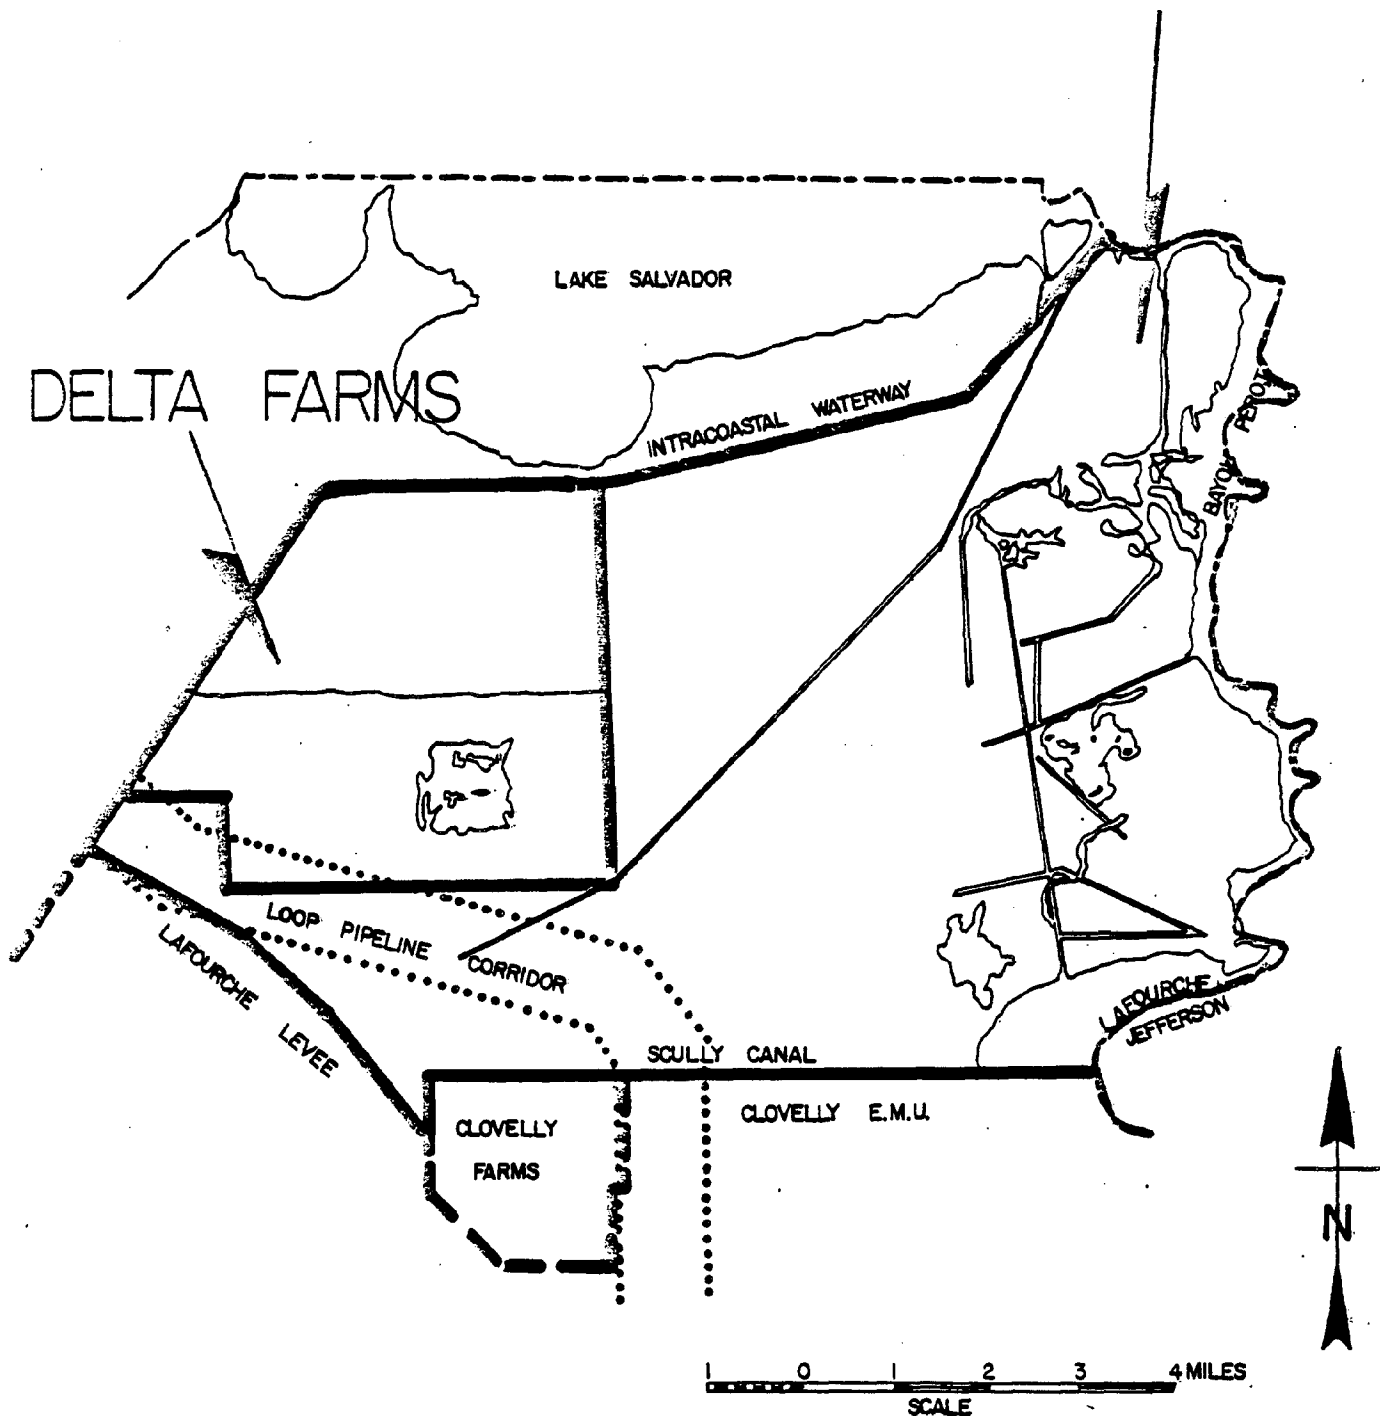 LAKE SALVADOR
DELTA FARMS
INTRACOASTAL WATERWAY
BAYOU PEROT
LOOP PIPELINE CORRIDOR
LAFOURCHE LEVEE
LAFOURCHE
JEFFERSON
SCULLY CANAL
CLOVELLY E.M.U.
CLOVELLY
FARMS
N
1 0 1 2 3 4 MILES
SCALE